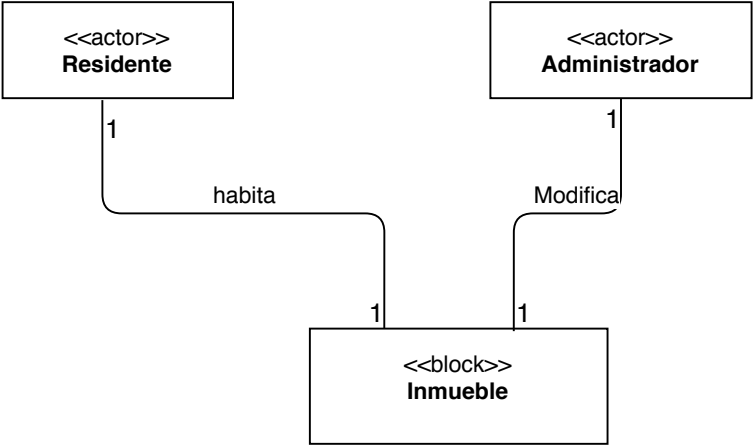 <<actor>>
Residente
<<actor>>
Administrador
1
1
habita
Modifica
1
1
<<block>>
Inmueble